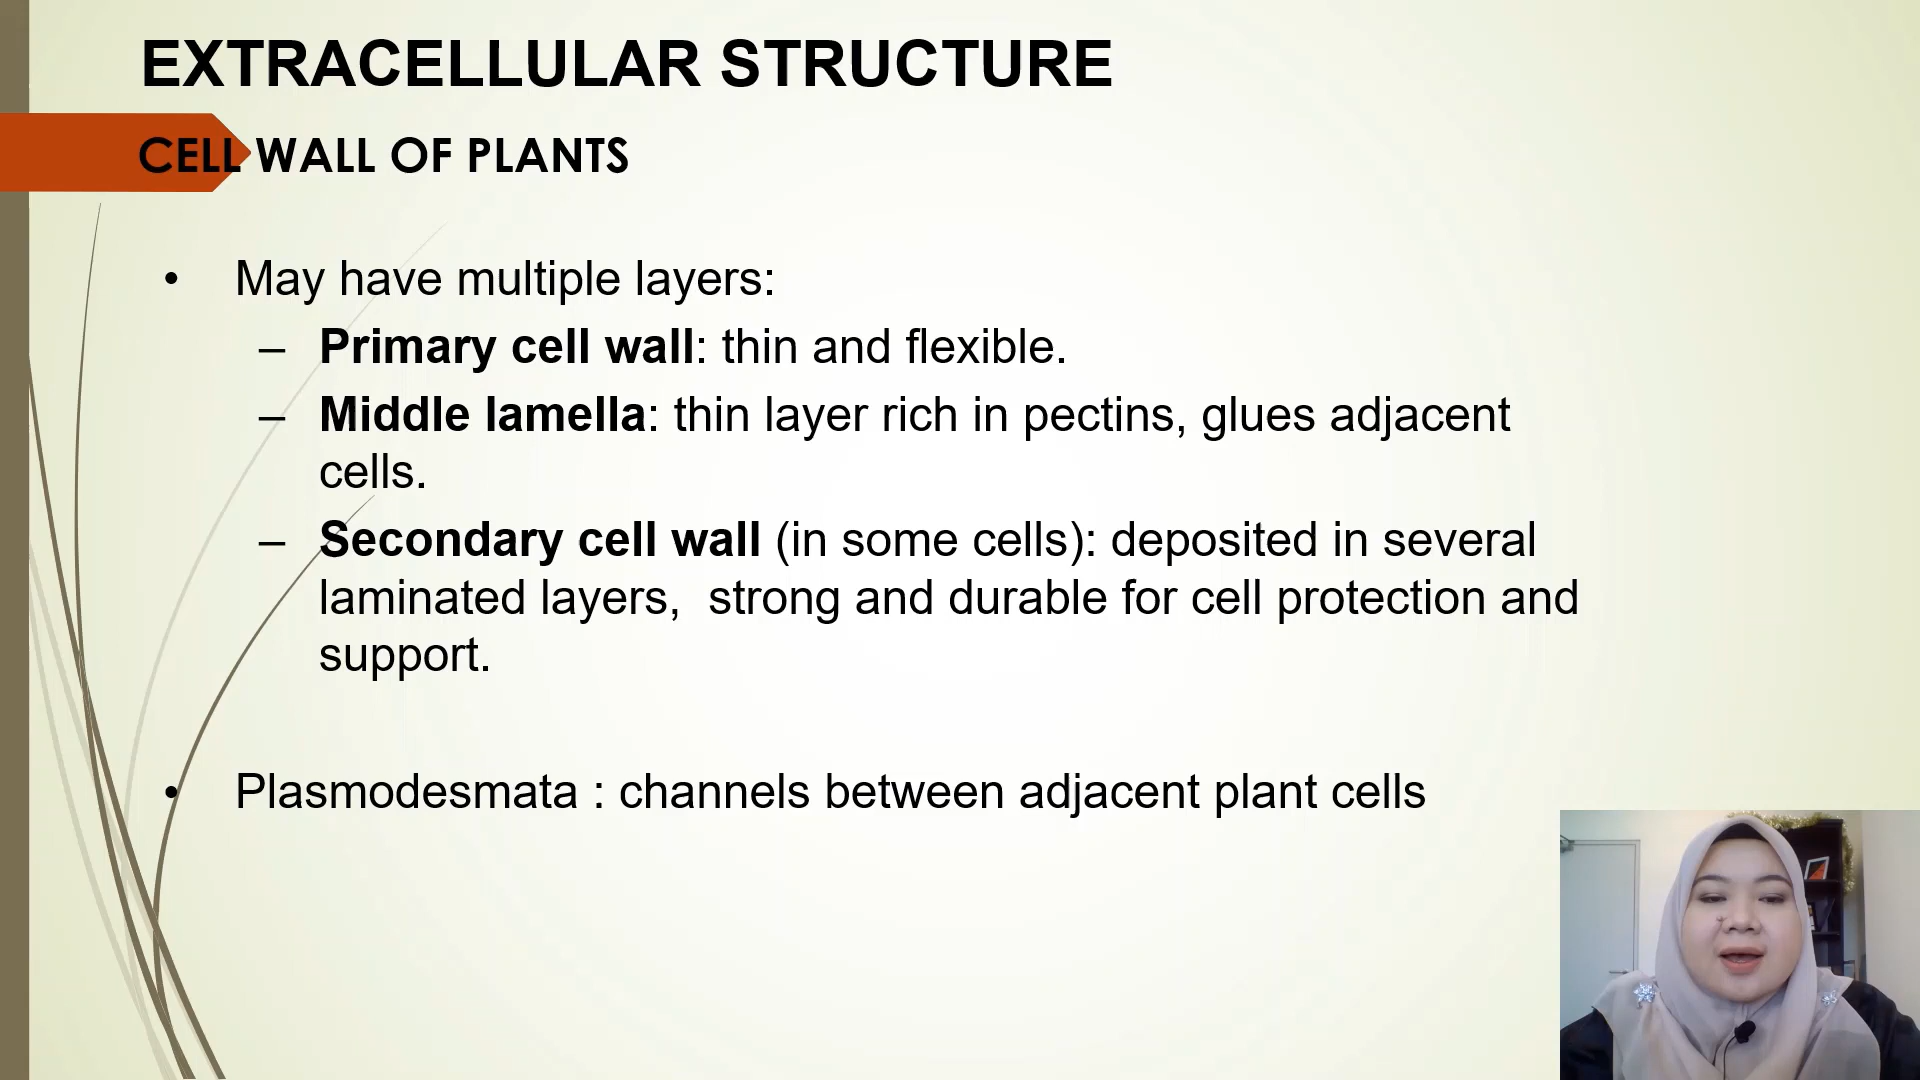 EXTRACELLULAR STRUCTURE
CELL WALL OF PLANTS
• May have multiple layers:
– Primary cell wall: thin and flexible.
– Middle lamella: thin layer rich in pectins, glues adjacent
cells.
– Secondary cell wall (in some cells): deposited in several
laminated layers,  strong and durable for cell protection and
support.
• Plasmodesmata : channels between adjacent plant cells